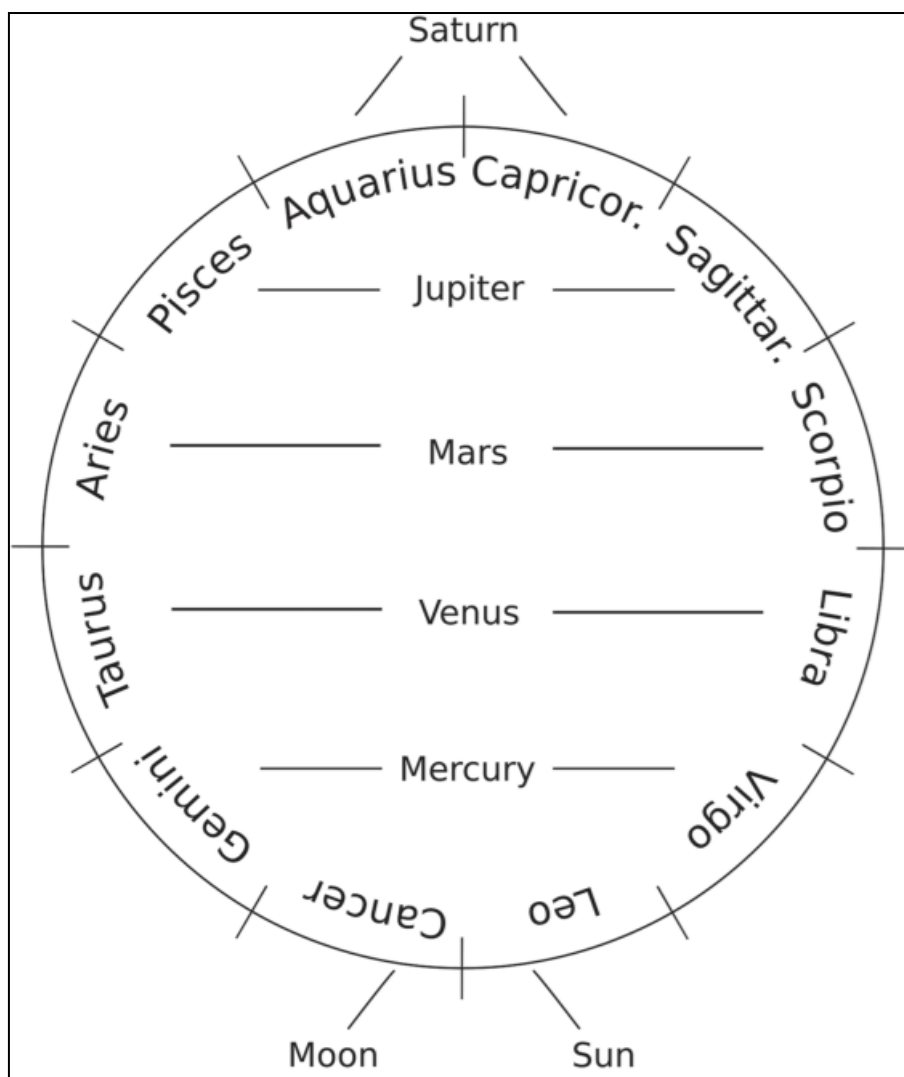 Saturn
Aquarius Capricor.
Pisces
Sagittar.
Jupiter
Aries
Mars
Scorpio
Taurus
Venus
Libra
Gemini
Mercury
Virgo
Cancer
Leo
Moon
Sun